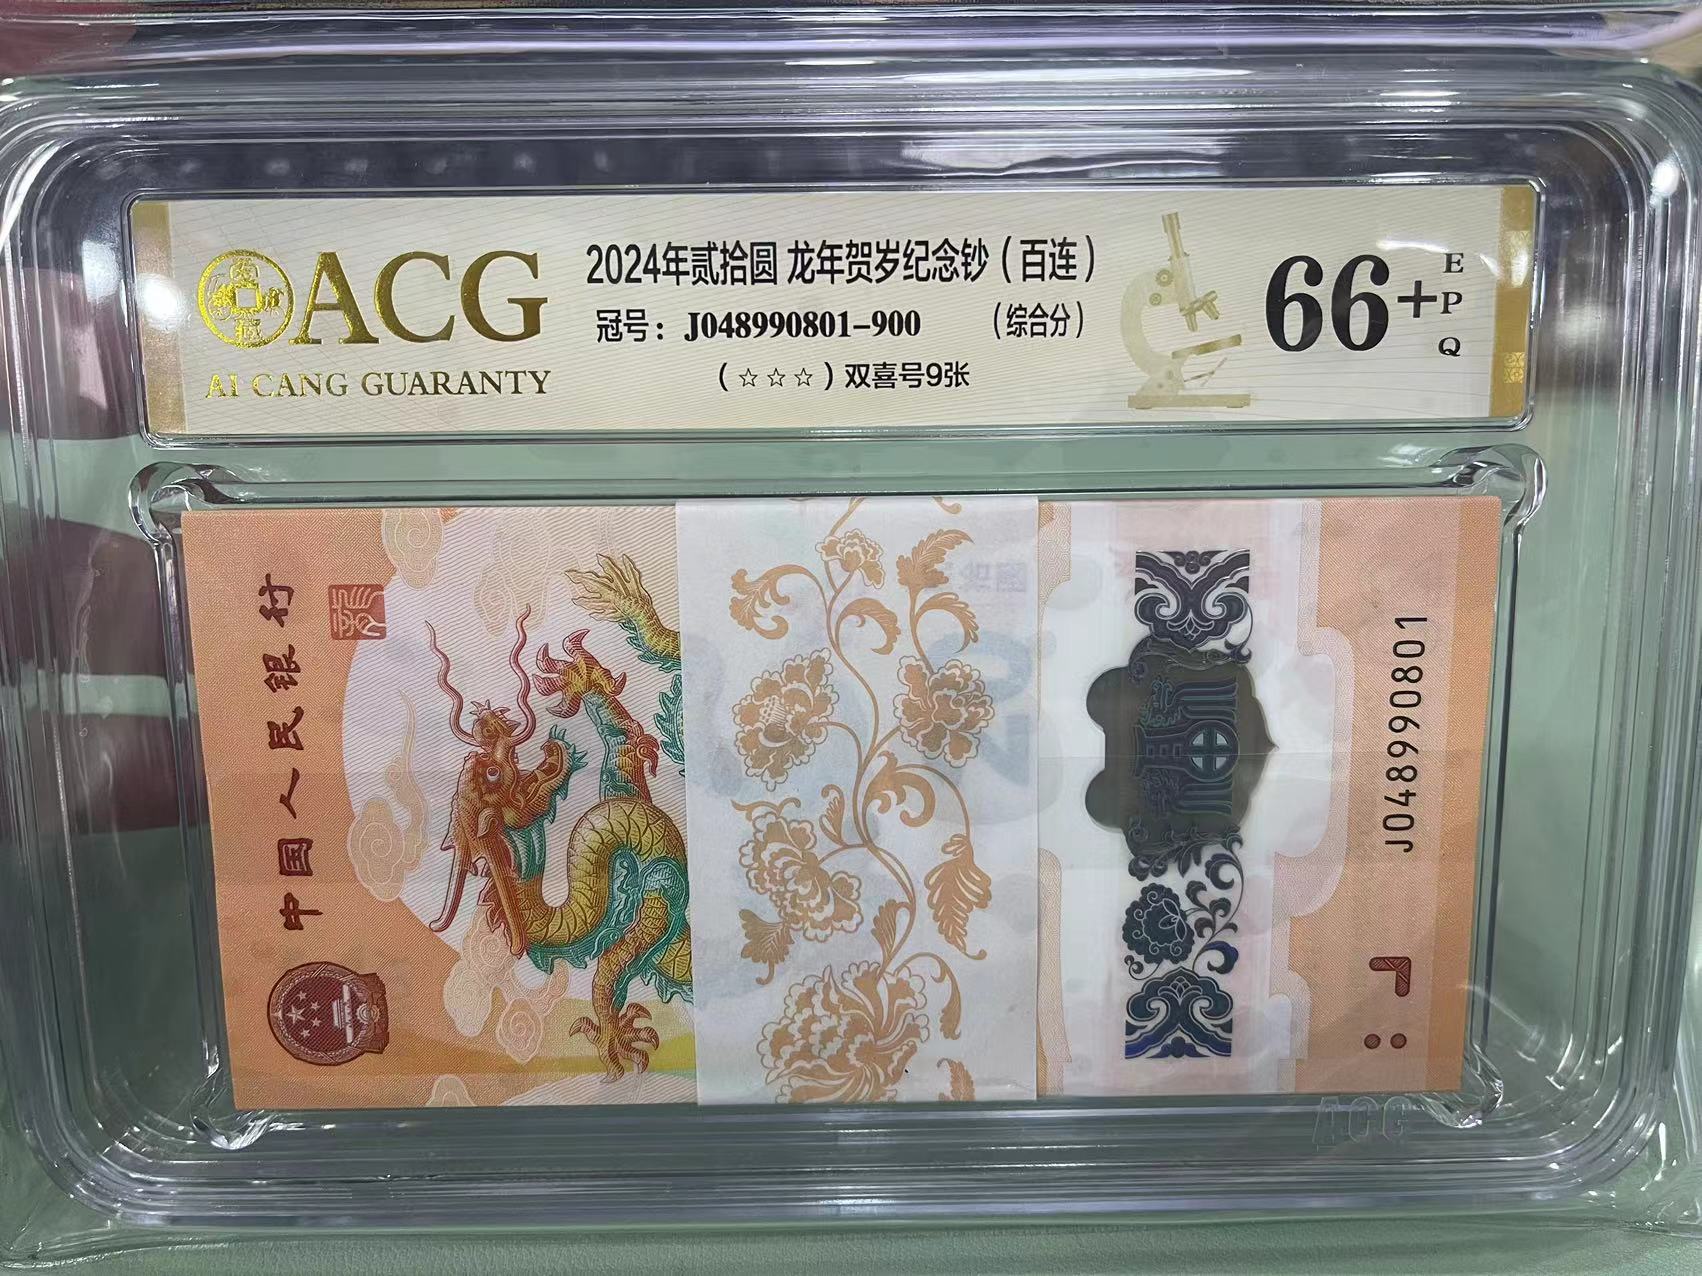 ACG
AI CANG GUARANTY
2024年贰拾圆 龙年贺岁纪念钞（百连）
冠号：J048990801-900 （综合分）
（☆☆☆）双喜号9张
66+
EPQ
中国人民银行
J048990801
ACG